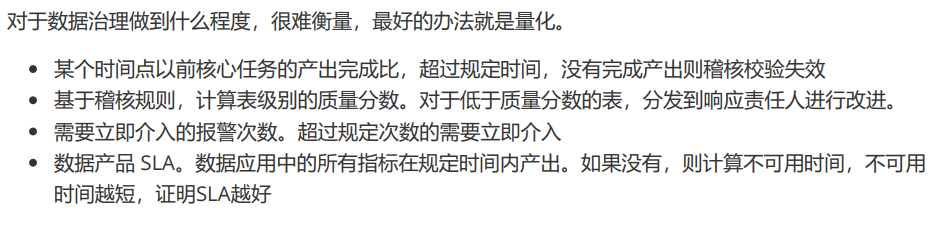 对于数据治理做到什么程度，很难衡量，最好的办法就是量化。
• 某个时间点以前核心任务的产出完成比，超过规定时间，没有完成产出则稽核校验失效
• 基于稽核规则，计算表级别的质量分数。对于低于质量分数的表，分发到响应责任人进行改进。
• 需要立即介入的报警次数。超过规定次数的需要立即介入
• 数据产品 SLA。数据应用中的所有指标在规定时间内产出。如果没有，则计算不可用时间，不可用
时间越短，证明SLA越好